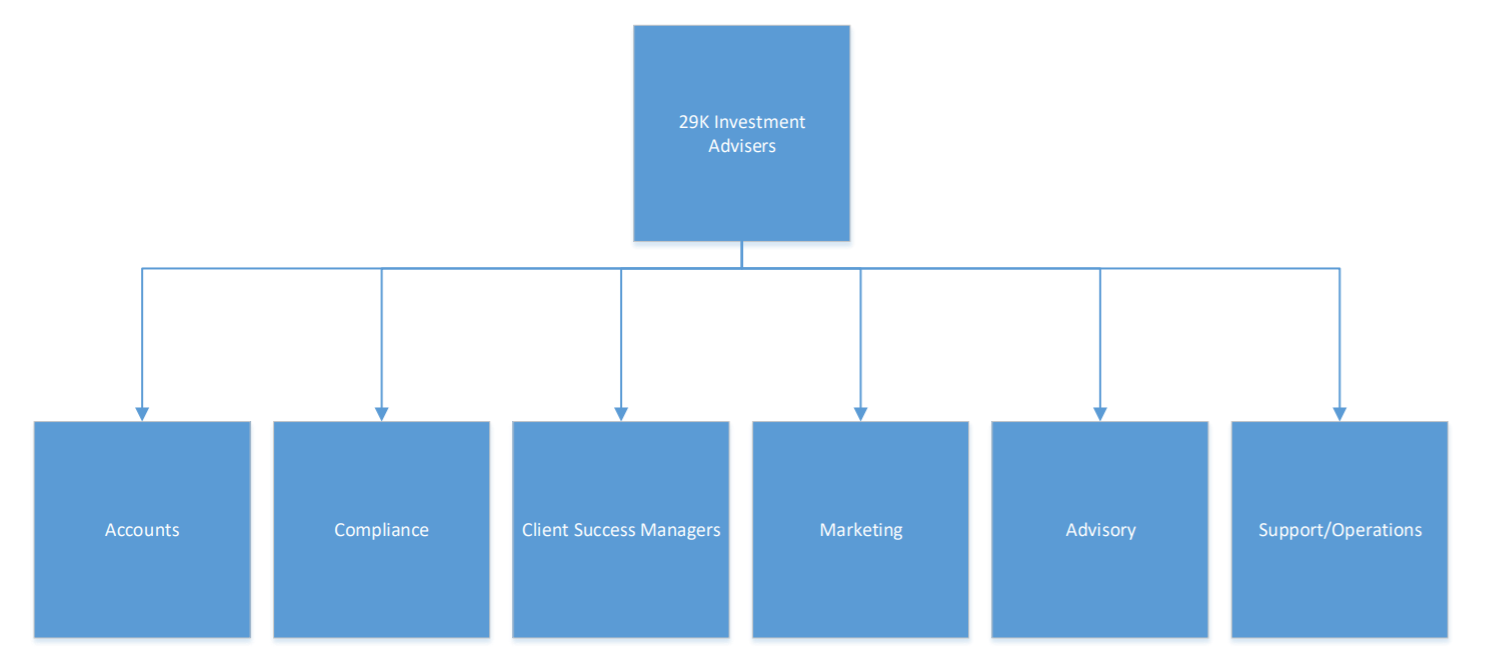 29K Investment
Advisers
Accounts
Compliance
Client Success Managers
Marketing
Advisory
Support/Operations